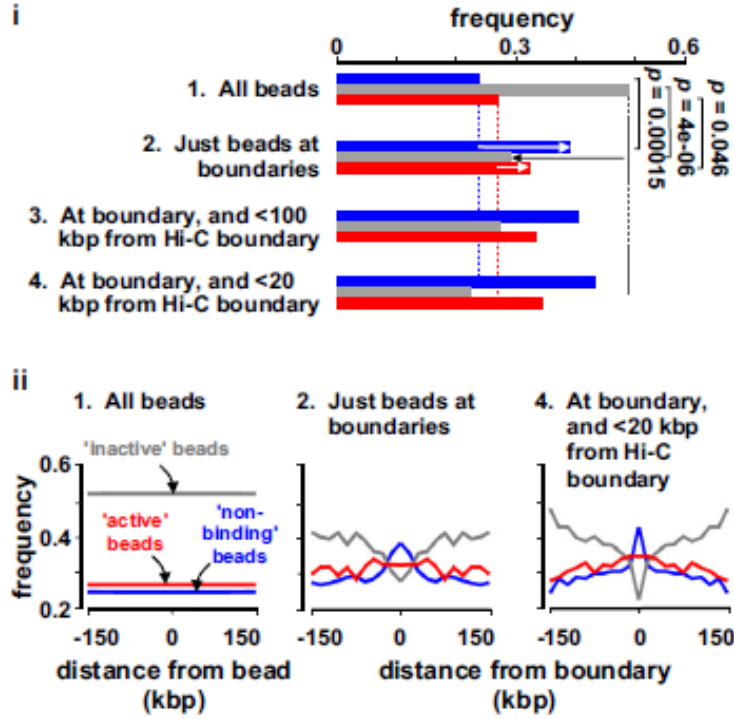 i
frequency
0 0.3 0.6
1. All beads
2. Just beads at
boundaries
3. At boundary, and <100
kbp from Hi-C boundary
4. At boundary, and <20
kbp from Hi-C boundary
p = 0.046
p = 4e-06
p = 0.00015
ii
1. All beads
2. Just beads at
boundaries
4. At boundary,
and <20 kbp
from Hi-C
boundary
'inactive' beads
'active'
beads
'non-
binding'
beads
frequency
0.6
0.4
0.2
-150 0 150
-150 0 150
-150 0 150
distance from bead
(kbp)
distance from boundary
(kbp)